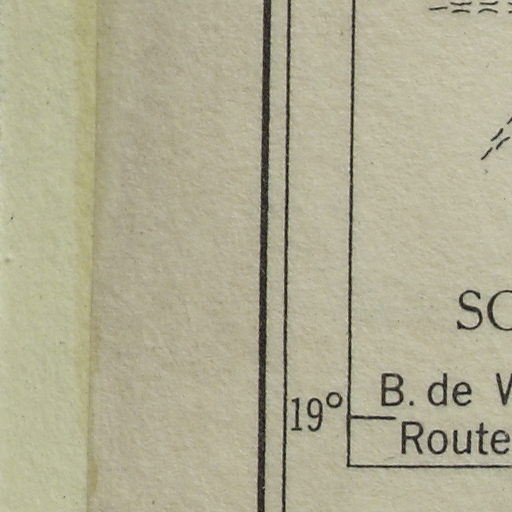 SC
19° B. de
Route